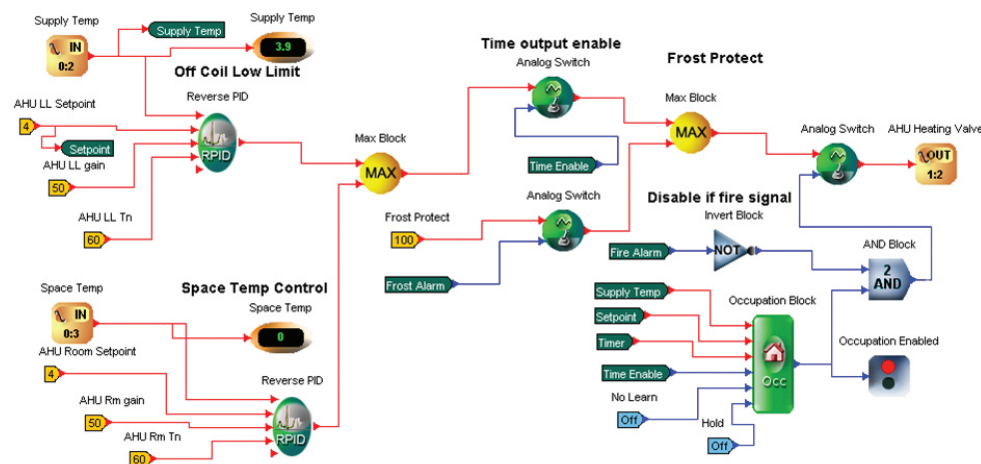 Supply Temp
IN
0:2
Supply Temp
Supply Temp
3.9
Off Coil Low Limit
AHU LL Setpoint
4
Setpoint
Reverse PID
RPID
AHU LL gain
50
AHU LL Tn
60
Max Block
MAX
Time output enable
Analog Switch
Time Enable
Frost Protect
Max Block
MAX
Analog Switch
AHU Heating Valve
OUT
1:2
Frost Protect
100
Analog Switch
Frost Alarm
Disable if fire signal
Invert Block
Fire Alarm
NOT
AND Block
2
AND
Space Temp
IN
0:3
Space Temp Control
Space Temp
0
AHU Room Setpoint
4
Reverse PID
RPID
AHU Rm gain
50
AHU Rm Tn
60
Supply Temp
Setpoint
Timer
Time Enable
Occupation Block
Occ
No Learn
Off
Hold
Off
Occupation Enabled